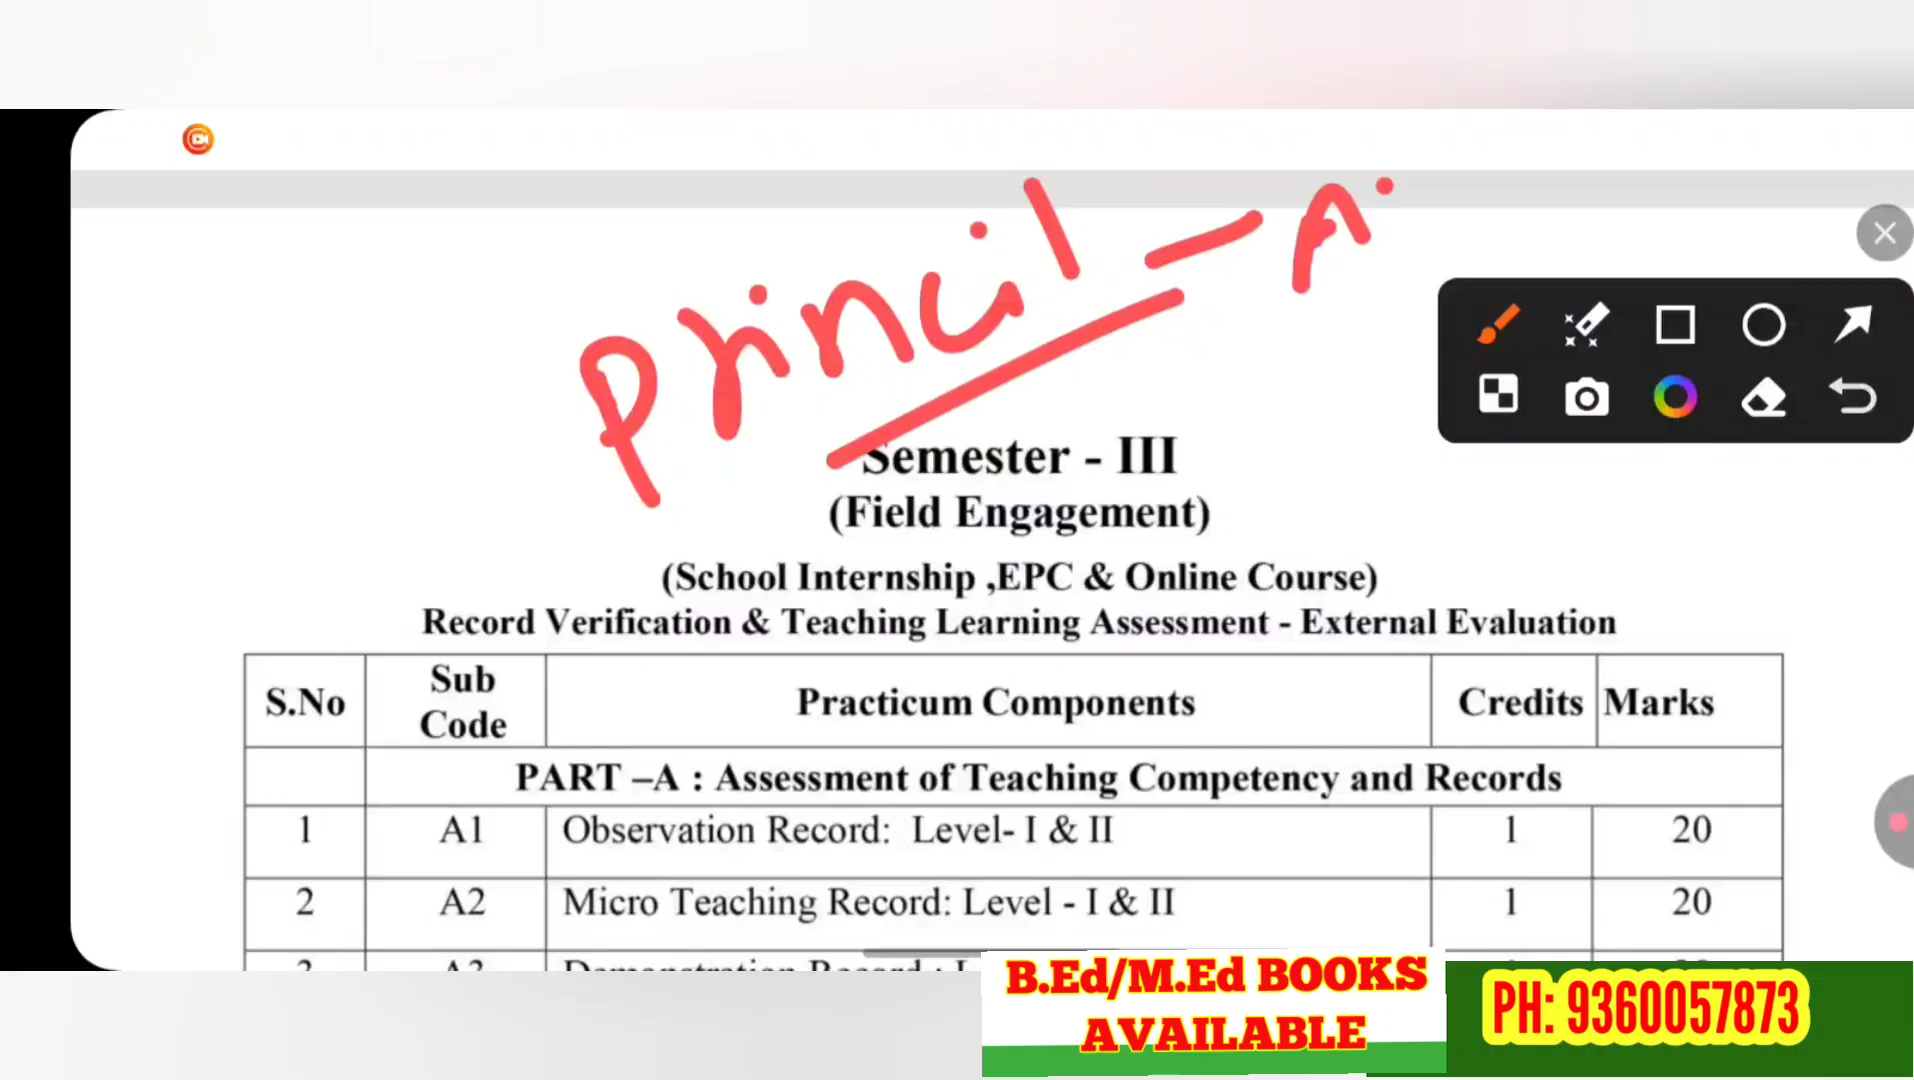 princil - A.
Semester - III
(Field Engagement)
(School Internship ,EPC & Online Course)
Record Verification & Teaching Learning Assessment - External Evaluation
S.No Sub Code Practicum Components Credits Marks
PART –A : Assessment of Teaching Competency and Records
1 A1 Observation Record: Level- I & II 1 20
2 A2 Micro Teaching Record: Level - I & II 1 20
B.Ed/M.Ed BOOKS
AVAILABLE
PH: 9360057873